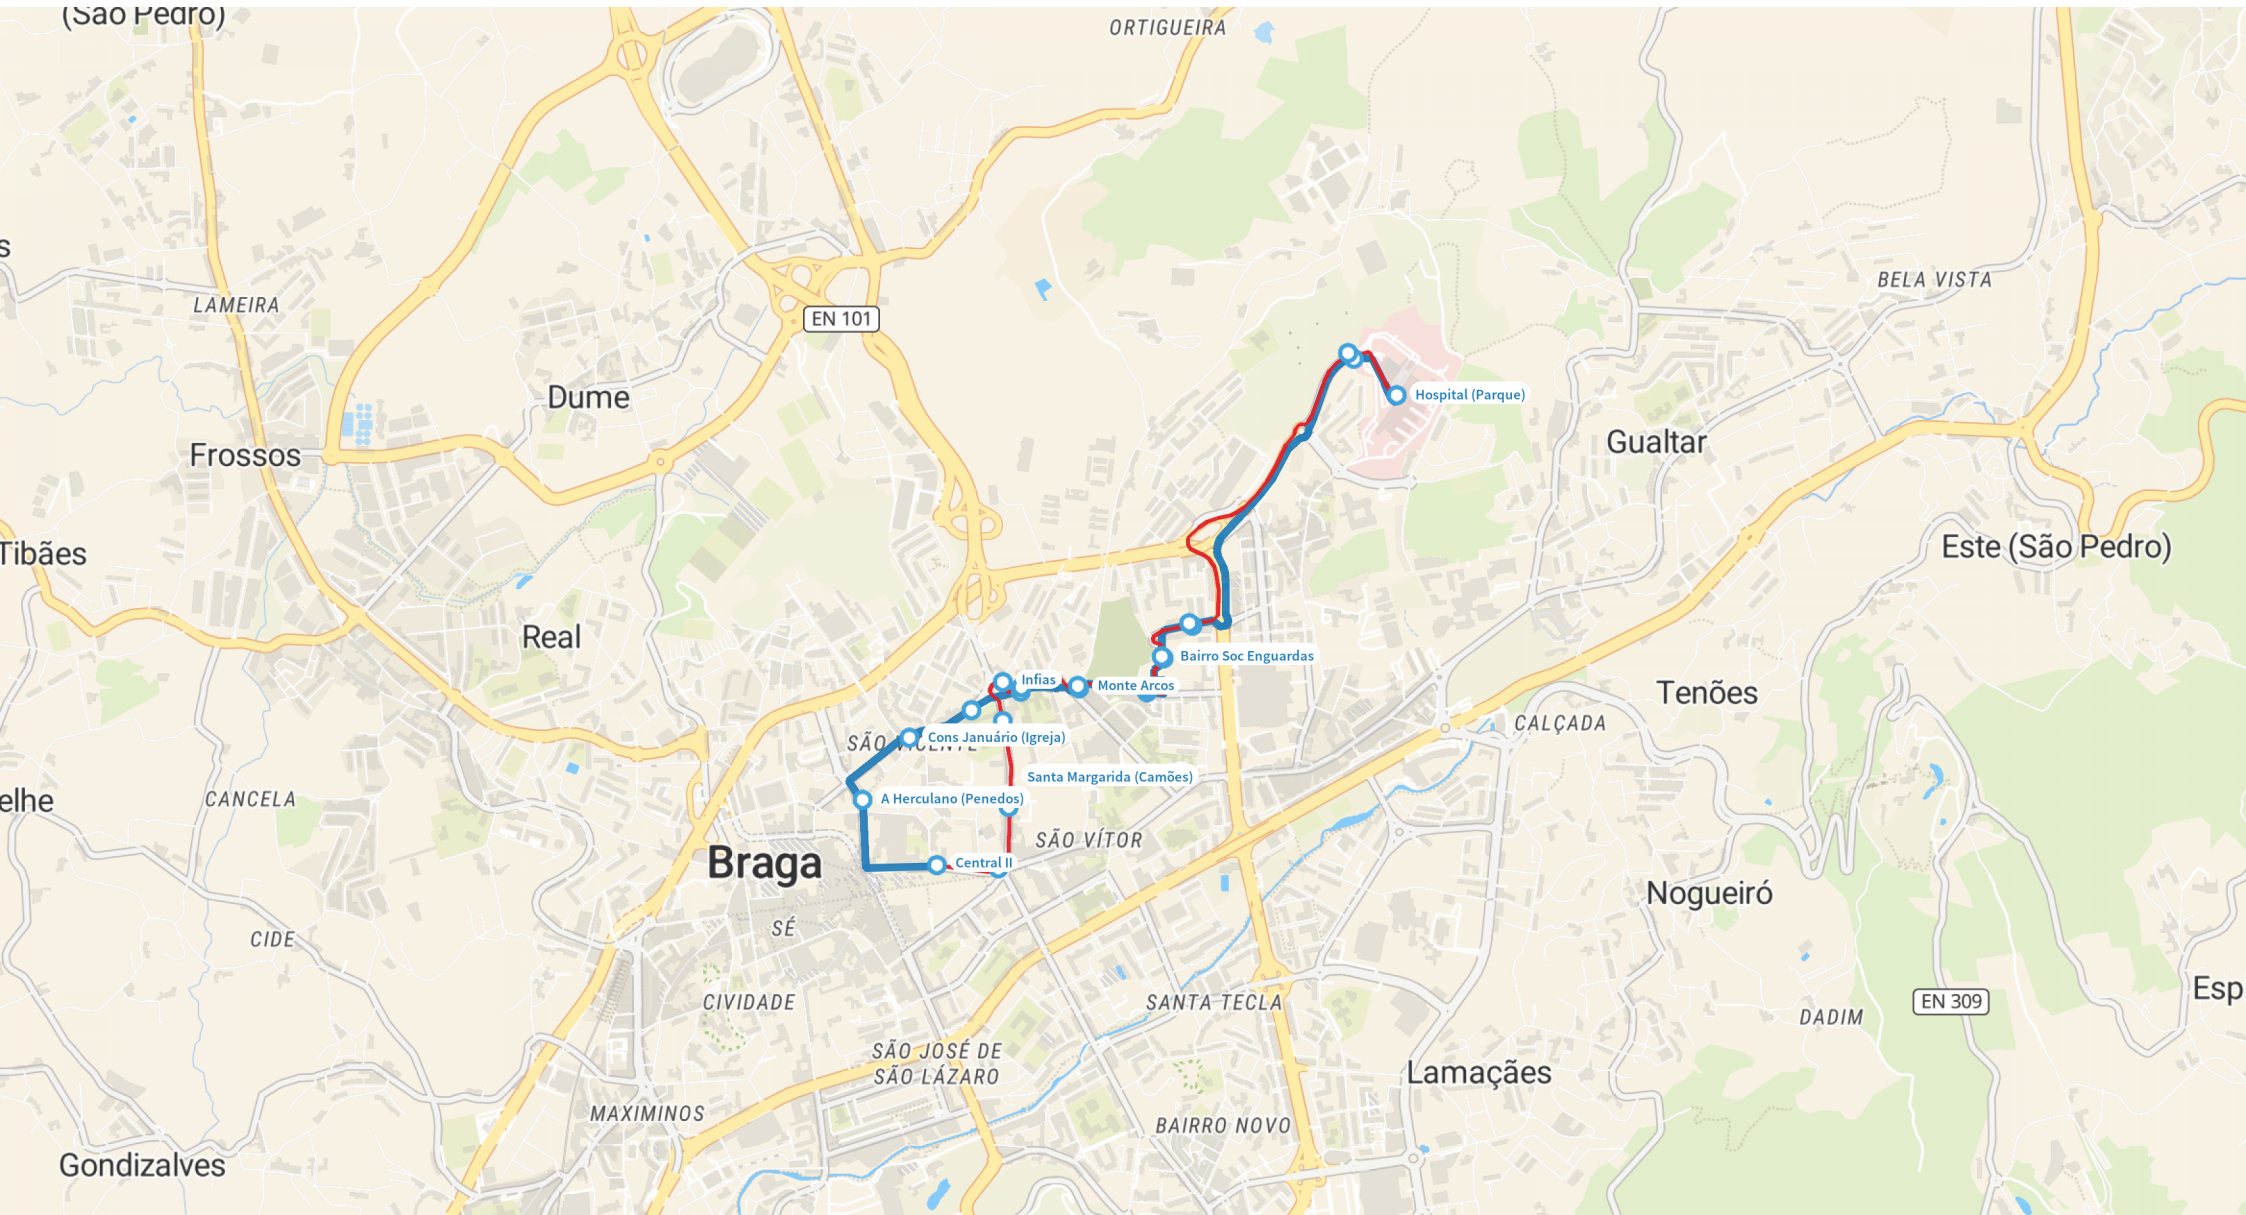 (São Pedro)
ORTIGUEIRA
BELA VISTA
LAMEIRA
EN 101
Dume
Hospital (Parque)
Gualtar
Frossos
Tibães
Este (São Pedro)
Real
Bairro Soc Enguardas
Infias
Monte Arcos
Tenões
CALÇADA
SÃO VICENTE
Cons Januário (Igreja)
Santa Margarida (Camões)
CANCELA
elhe
A Herculano (Penedos)
SÃO VÍTOR
Braga
Central II
Nogueiró
SÉ
CIDE
Esp
CIVIDADE
SANTA TECLA
EN 309
DADIM
SÃO JOSÉ DE
SÃO LÁZARO
Lamaçães
MAXIMINOS
BAIRRO NOVO
Gondizalves